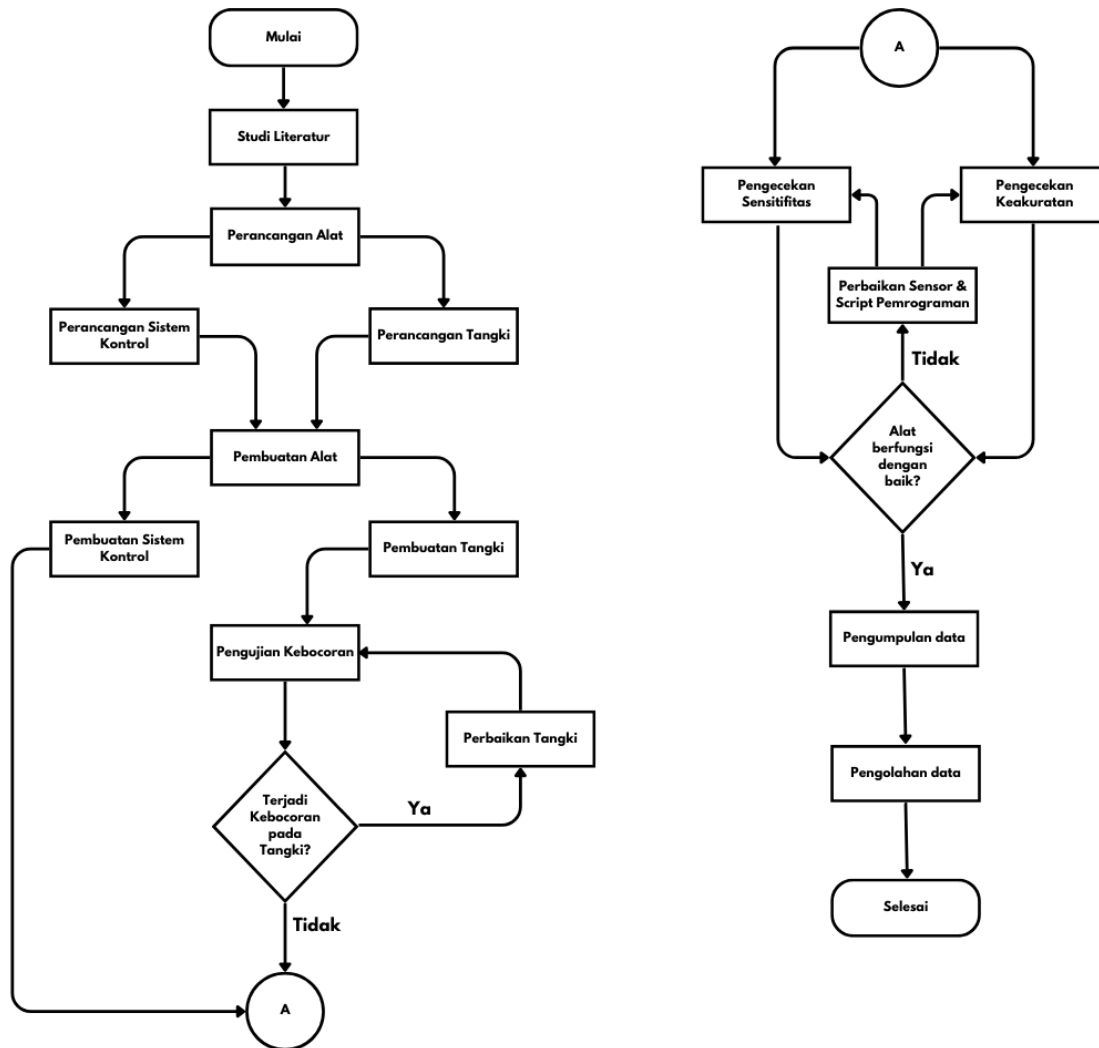 Mulai
Studi Literatur
Perancangan Alat
Perancangan Sistem
Kontrol
Perancangan Tangki
Pembuatan Alat
Pembuatan Sistem
Kontrol
Pembuatan Tangki
Pengujian Kebocoran
Perbaikan Tangki
Terjadi
Kebocoran
pada
Tangki?
Ya
Tidak
A
A
Pengecekan
Sensitifitas
Pengecekan
Keakuratan
Perbaikan Sensor &
Script Pemrograman
Tidak
Alat
berfungsi
dengan
baik?
Ya
Pengumpulan data
Pengolahan data
Selesai